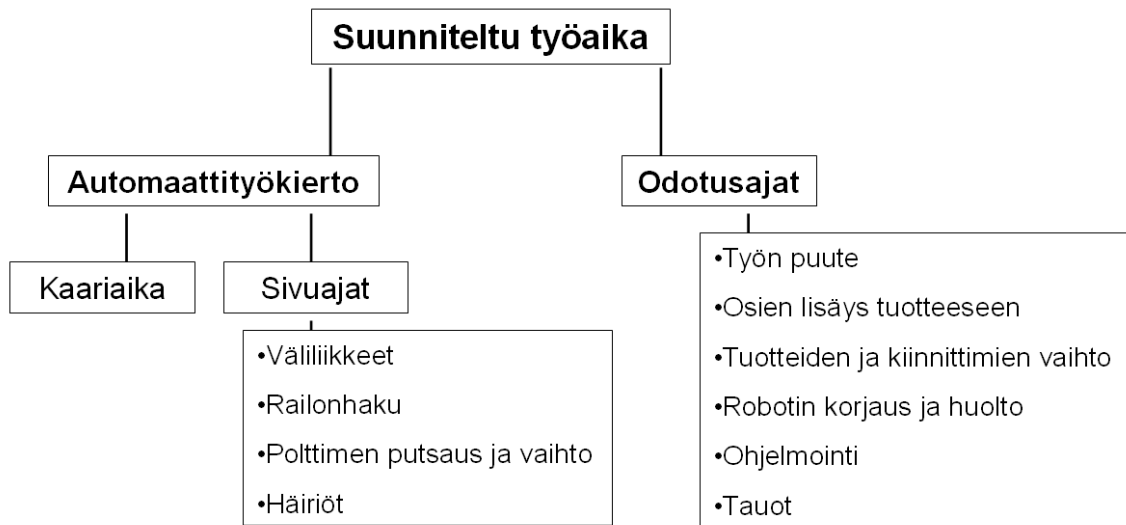 Suunniteltu työaika
Automaattityökierto
Odotusajat
Kaariaika
Sivuajat
•Väliliikkeet
•Railonhaku
•Polttimen putsaus ja vaihto
•Häiriöt
•Työn puute
•Osien lisäys tuotteeseen
•Tuotteiden ja kiinnittimien vaihto
•Robotin korjaus ja huolto
•Ohjelmointi
•Tauot